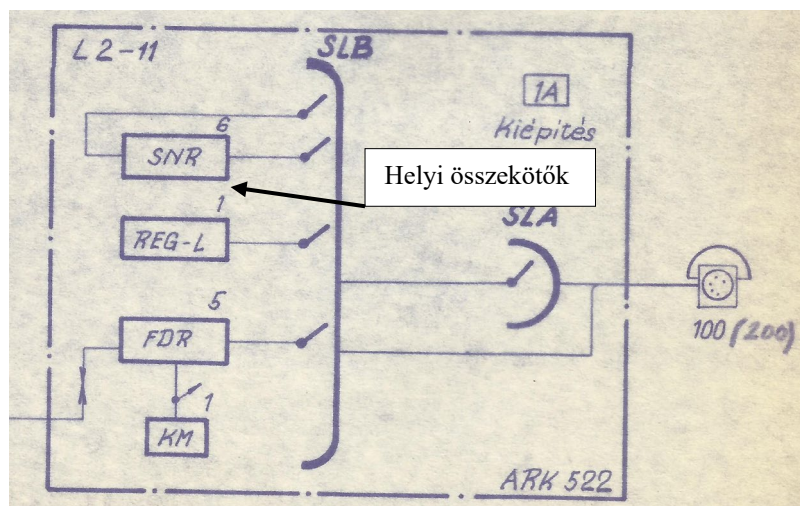 L 2-11
SLB
1A
Kiépítés
6
SNR
Helyi összekötők
SLA
1
REG-L
5
FDR
100 (200)
1
KM
ARK 522